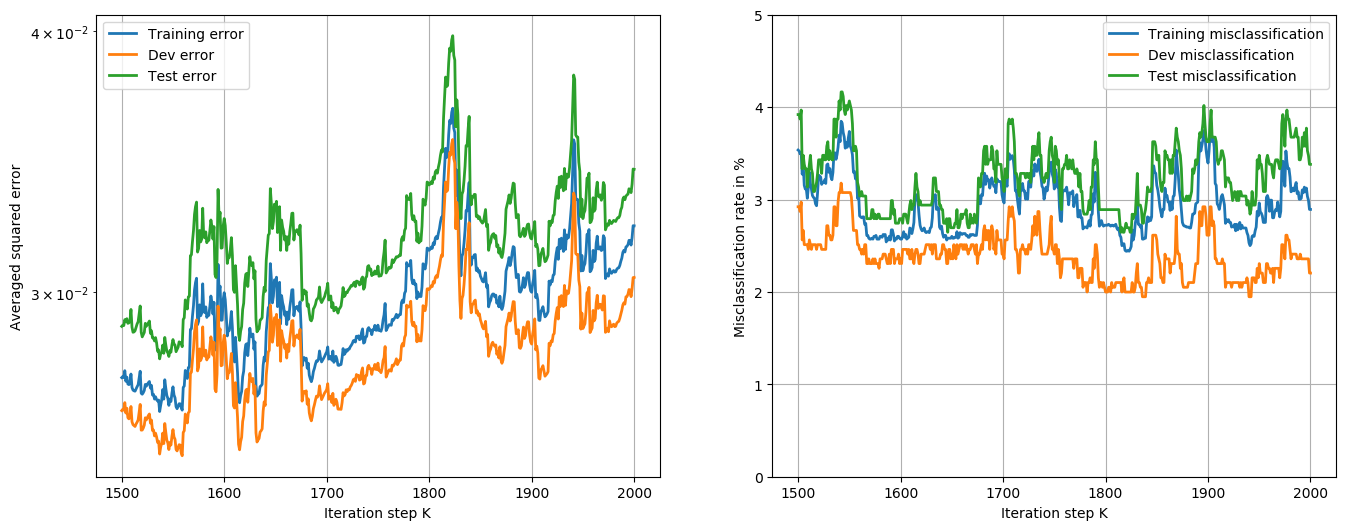 Training error
Dev error
Test error
4 × 10⁻²
3 × 10⁻²
Averaged squared error
1500 1600 1700 1800 1900 2000
Iteration step K
Training misclassification
Dev misclassification
Test misclassification
5
4
3
2
1
0
Misclassification rate in %
1500 1600 1700 1800 1900 2000
Iteration step K